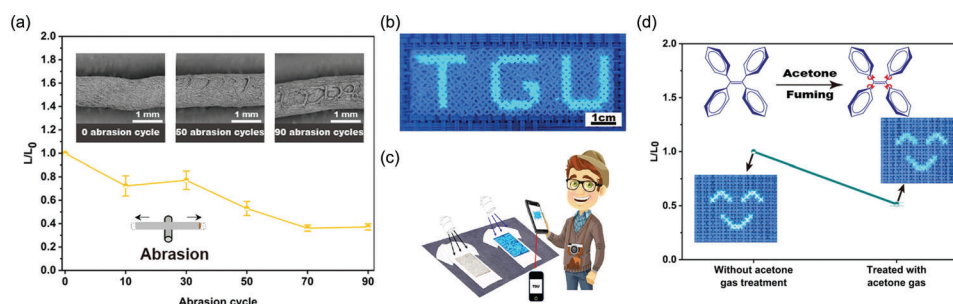 (a)
L/L0
2.0
1.8
1.6
1.4
1.2
1.0
0.8
0.6
0.4
0.2
0.0
1 mm
0 abrasion cycle
1 mm
50 abrasion cycles
1 mm
90 abrasion cycles
Abrasion
0
10
30
50
70
90
Abrasion cycle
(b)
TGU
1cm
(c)
TGU
(d)
L/L0
2.0
1.5
1.0
0.5
0.0
Acetone
Fuming
Without acetone
gas treatment
Treated with
acetone gas